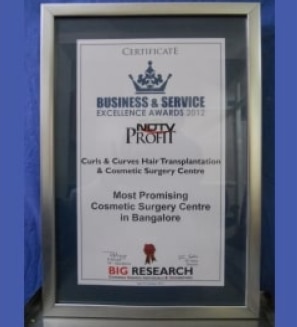 CERTIFICATE
BUSINESS & SERVICE
EXCELLENCE AWARDS 2012
NDTV
PROFIT
Curls & Curves Hair Transplantation
& Cosmetic Surgery Centre
Most Promising
Cosmetic Surgery Centre
in Bangalore
BIG RESEARCH